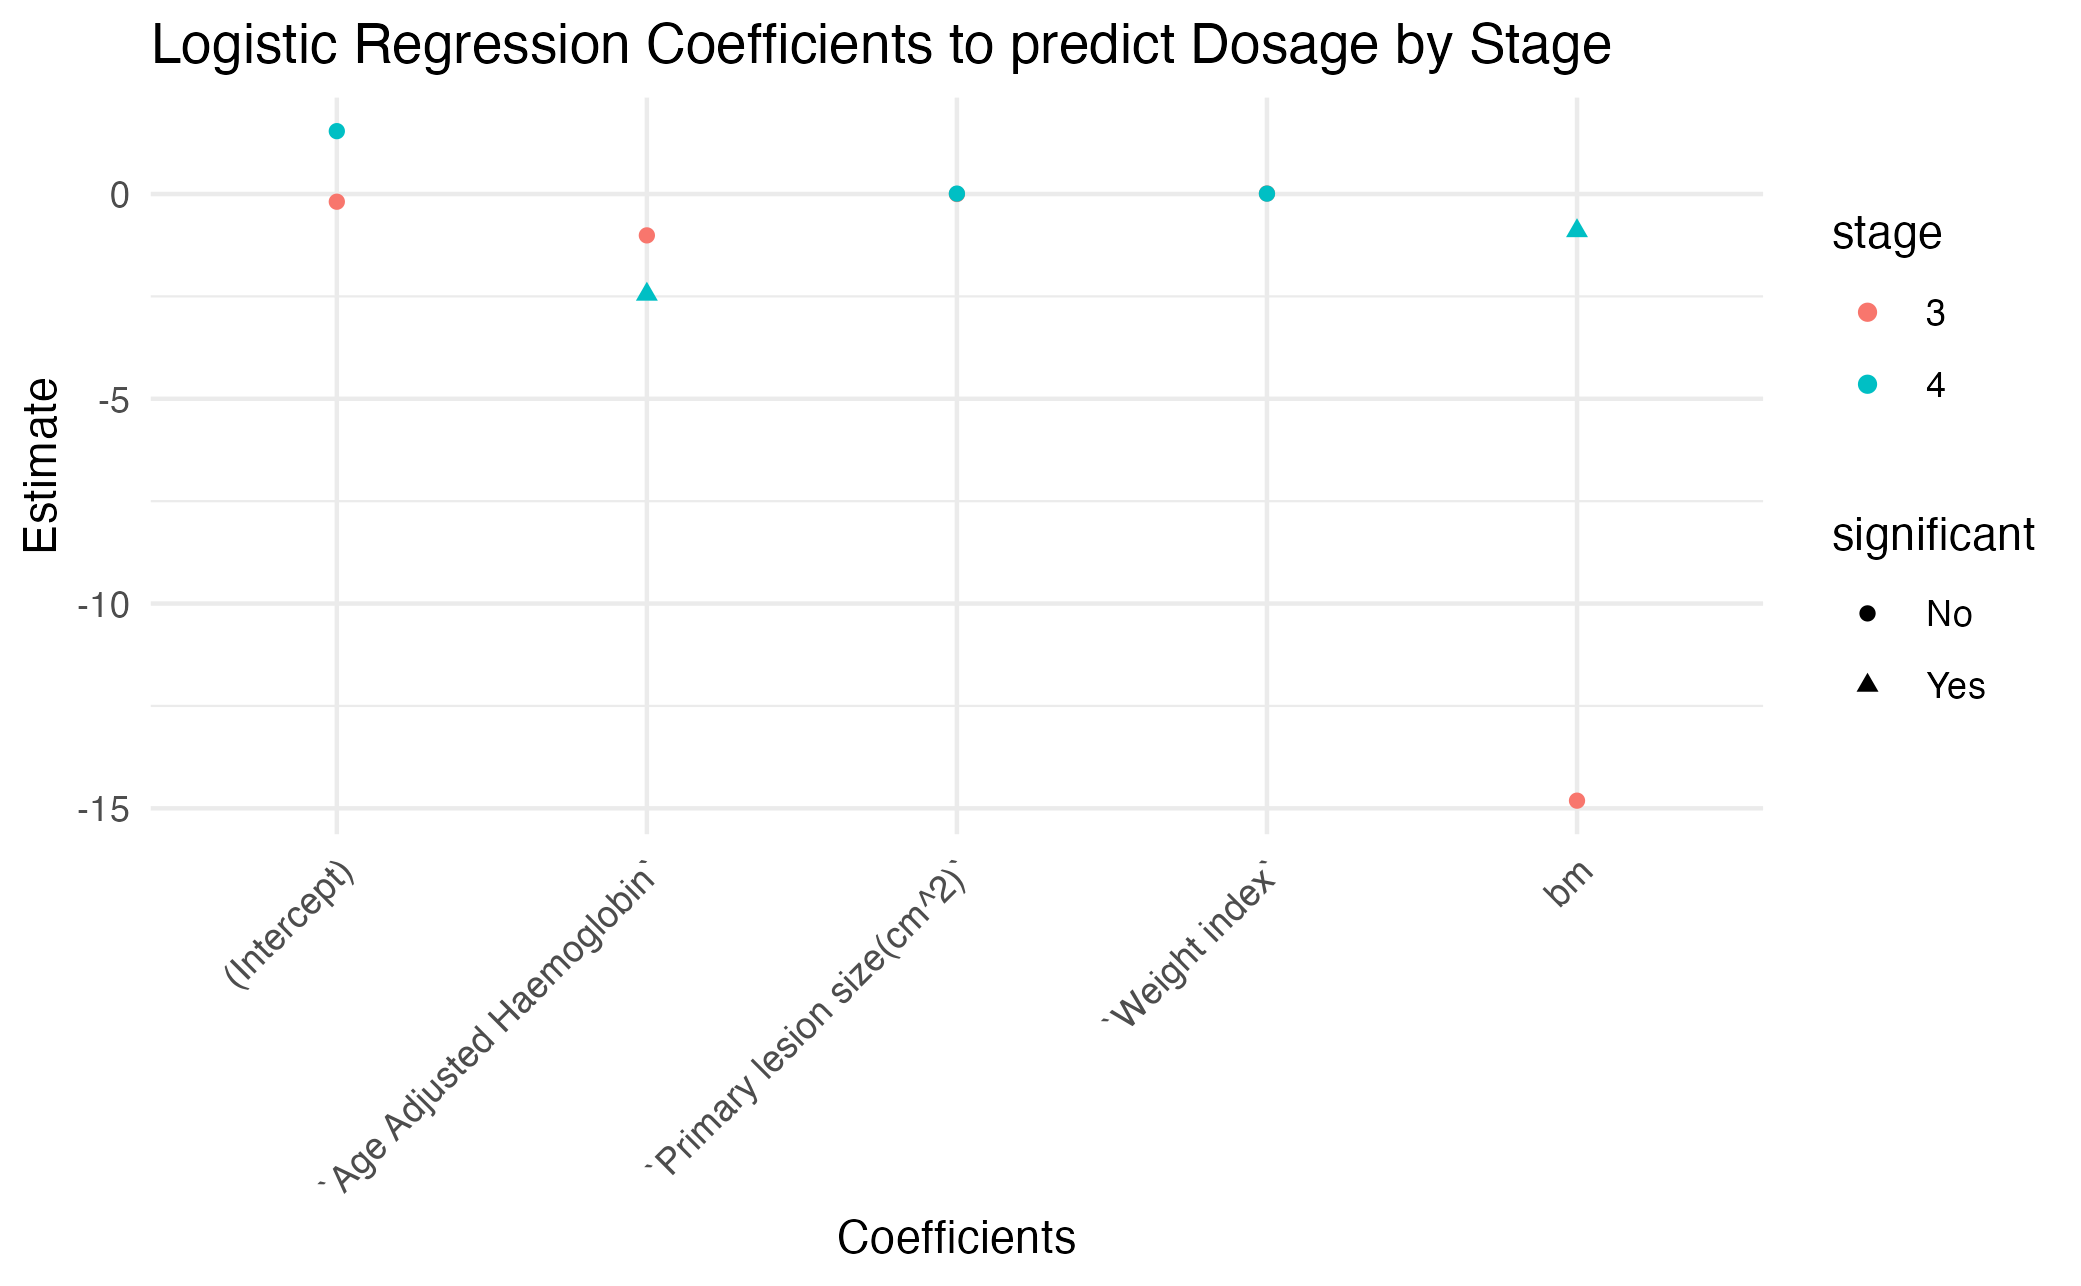 Logistic Regression Coefficients to predict Dosage by Stage
Estimate
0
-5
-10
-15
(Intercept)
`Age Adjusted Haemoglobin`
`Primary lesion size(cm^2)`
`Weight index`
bm
Coefficients
stage
3
4
significant
No
Yes